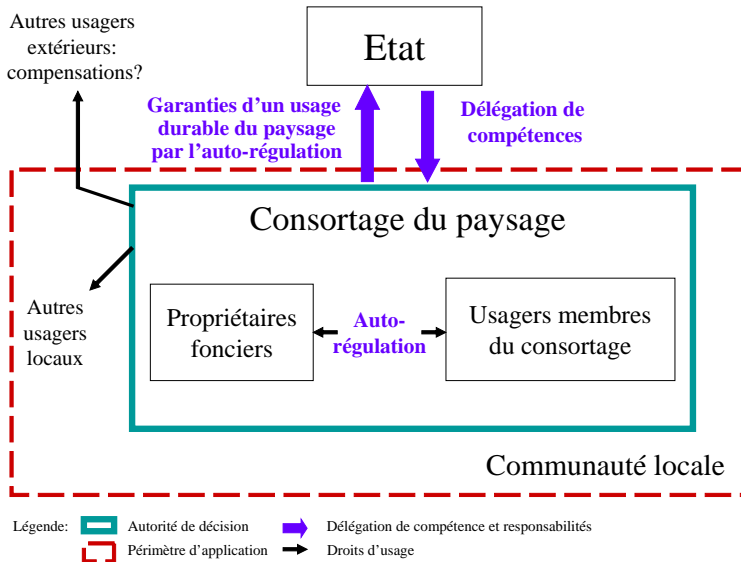 Autres usagers
extérieurs:
compensations?
Etat
Garanties d'un usage
durable du paysage
par l'auto-régulation
Délégation de
compétences
Consortage du paysage
Autres
usagers
locaux
Propriétaires
fonciers
Auto-
régulation
Usagers membres
du consortage
Communauté locale
Légende:
Autorité de décision
Délégation de compétence et responsabilités
Périmètre d'application
Droits d'usage